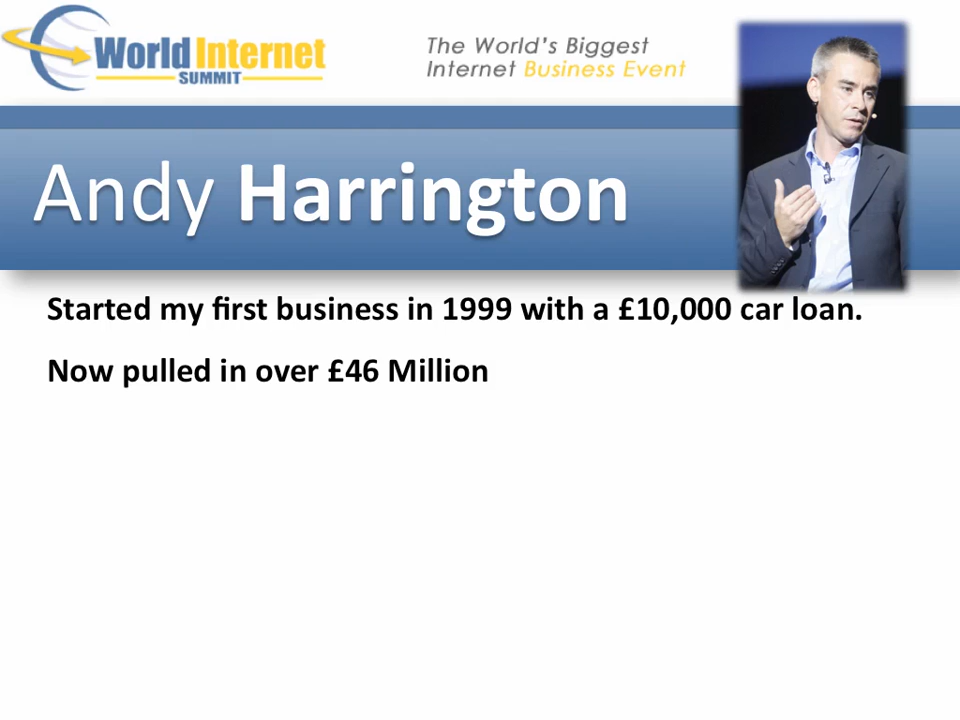 World Internet
SUMMIT
The World's Biggest
Internet Business Event
Andy Harrington
Started my first business in 1999 with a £10,000 car loan.
Now pulled in over £46 Million